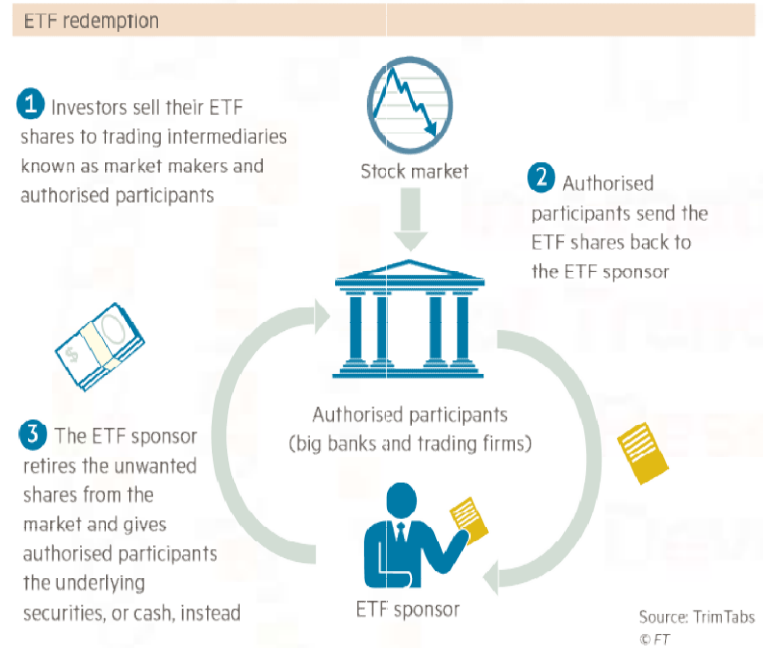 ETF redemption
1 Investors sell their ETF
shares to trading intermediaries
known as market makers and
authorised participants
Stock market
2 Authorised
participants send the
ETF shares back to
the ETF sponsor
$
Authorised participants
(big banks and trading firms)
3 The ETF sponsor
retires the unwanted
shares from the
market and gives
authorised participants
the underlying
securities, or cash, instead
ETF sponsor
Source: TrimTabs
© FT